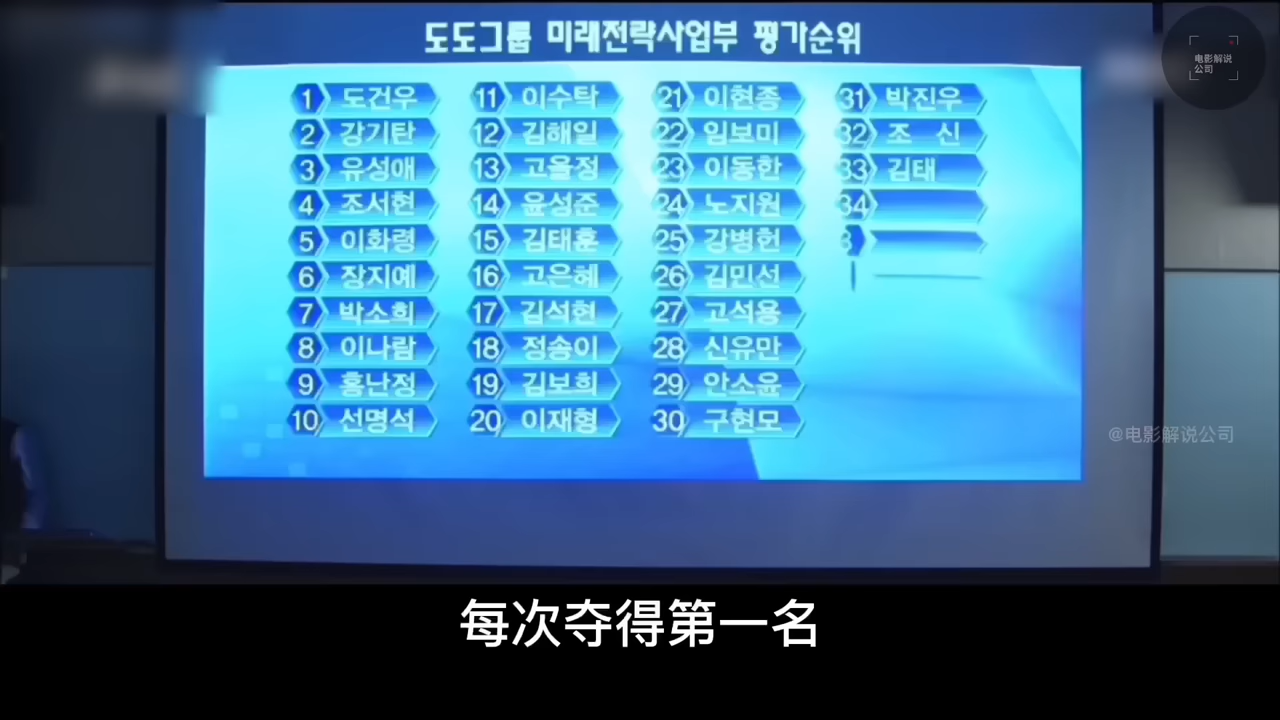 도도그룹 미래전략사업부 평가순위
电影解说
公司
1 도건우
2 강기탄
3 유성애
4 조서현
5 이화령
6 장지예
7 박소희
8 이나람
9 홍난정
10 선명석
11 이수탁
12 김해일
13 고을정
14 윤성준
15 김태훈
16 고은혜
17 김석현
18 정송이
19 김보희
20 이재형
21 이현종
22 임보미
23 이동한
24 노지원
25 강병헌
26 김민선
27 고석용
28 신유만
29 안소윤
30 구현모
31 박진우
32 조 신
33 김태
34
@电影解说公司
每次夺得第一名